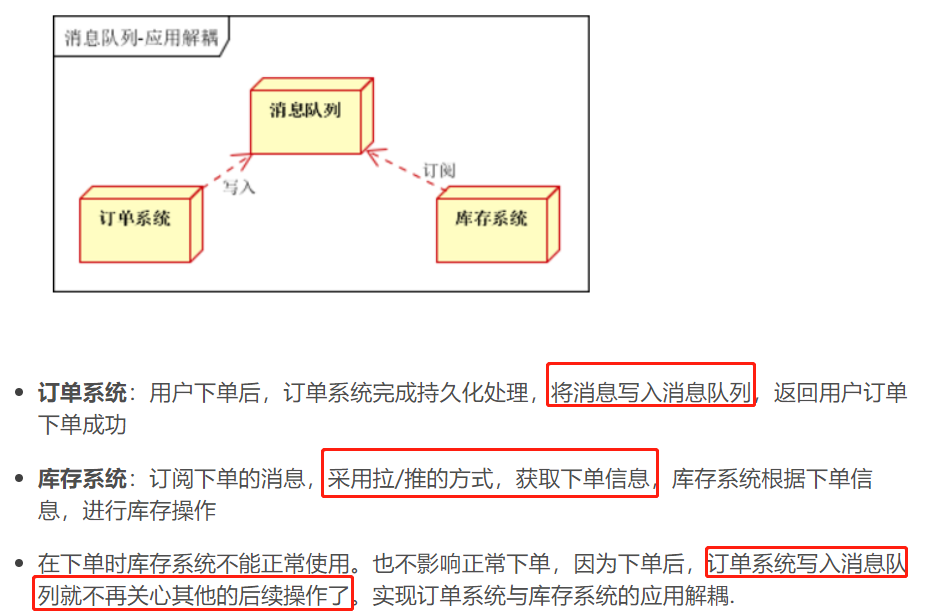 消息队列-应用解耦
消息队列
订阅
写入
订单系统
库存系统
订单系统：用户下单后，订单系统完成持久化处理，将消息写入消息队列，返回用户订单
下单成功
库存系统：订阅下单的消息，采用拉/推的方式，获取下单信息，库存系统根据下单信
息，进行库存操作
在下单时库存系统不能正常使用。也不影响正常下单，因为下单后，订单系统写入消息队
列就不再关心其他的后续操作了。实现订单系统与库存系统的应用解耦.